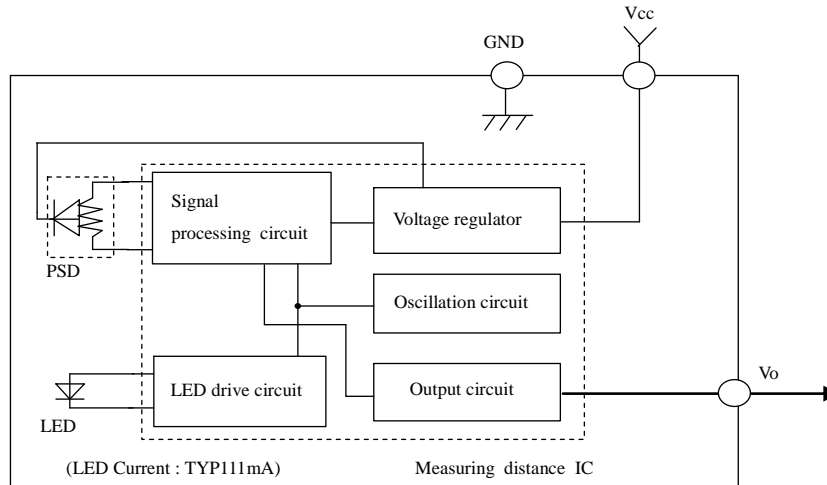 Vcc
GND
Signal
processing circuit
Voltage regulator
PSD
Oscillation circuit
LED drive circuit
Output circuit
Vo
LED
(LED Current : TYP111mA)
Measuring distance IC